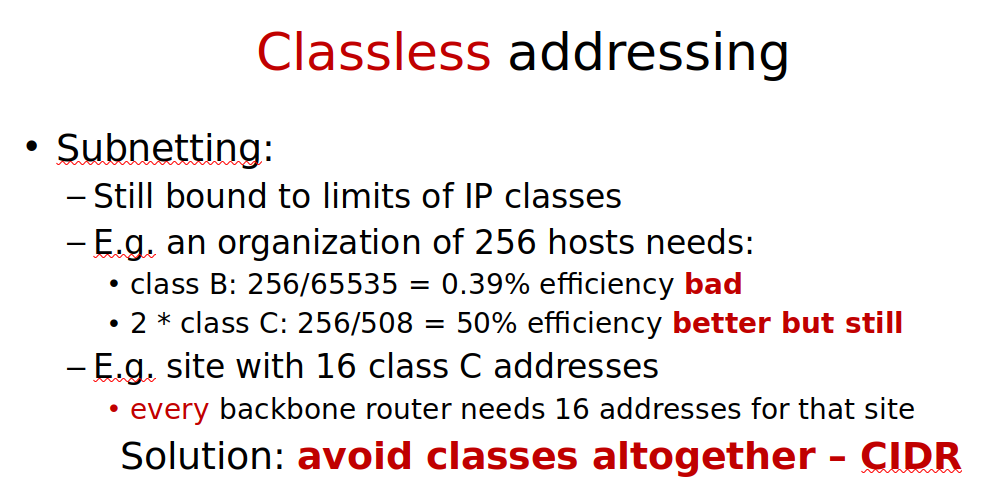 Classless addressing
• Subnetting:
– Still bound to limits of IP classes
– E.g. an organization of 256 hosts needs:
• class B: 256/65535 = 0.39% efficiency bad
• 2 * class C: 256/508 = 50% efficiency better but still
– E.g. site with 16 class C addresses
• every backbone router needs 16 addresses for that site
Solution: avoid classes altogether – CIDR